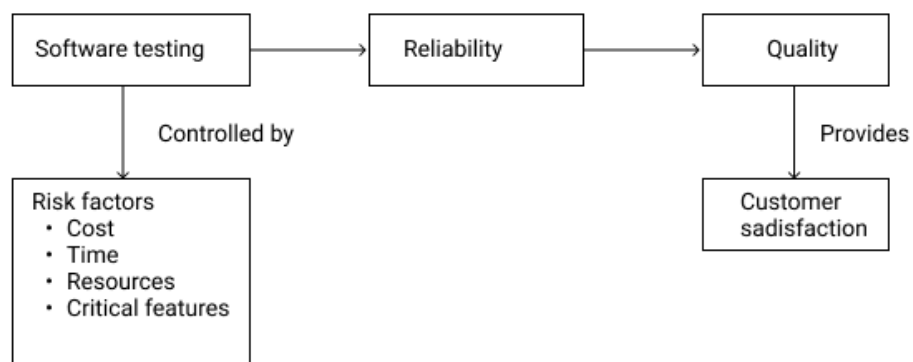 Software testing
Reliability
Quality
Controlled by
Provides
Risk factors
• Cost
• Time
• Resources
• Critical features
Customer
sadisfaction